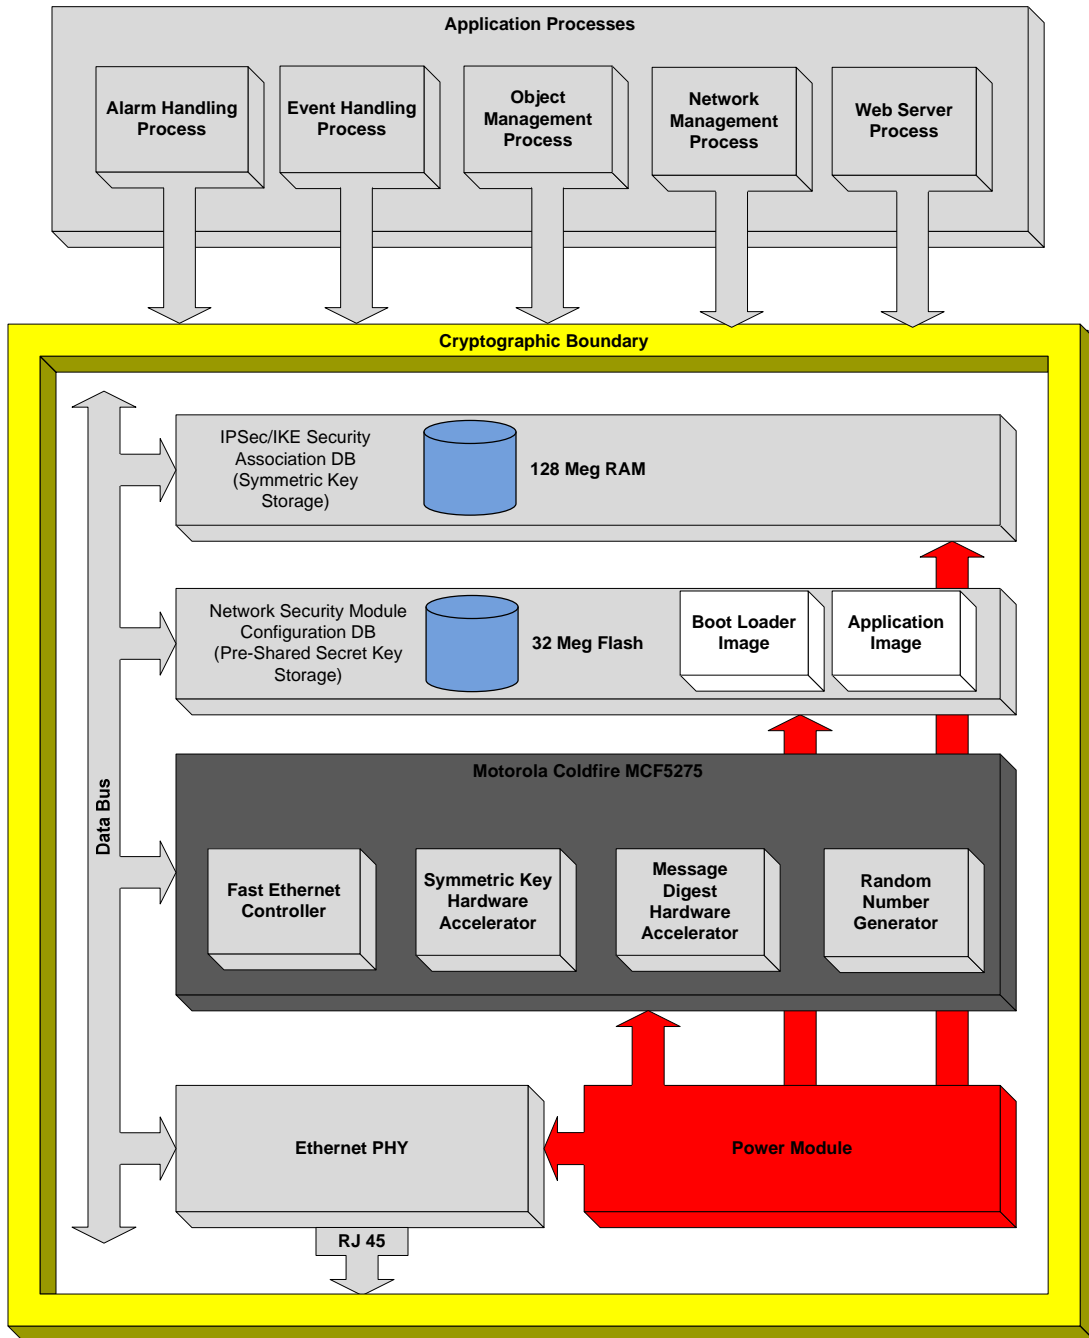 Application Processes
Alarm Handling
Process
Event Handling
Process
Object
Management
Process
Network
Management
Process
Web Server
Process
Cryptographic Boundary
IPSec/IKE Security
Association DB
(Symmetric Key
Storage)
128 Meg RAM
Network Security Module
Configuration DB
(Pre-Shared Secret Key
Storage)
32 Meg Flash
Boot Loader
Image
Application
Image
Data Bus
Motorola Coldfire MCF5275
Fast Ethernet
Controller
Symmetric Key
Hardware
Accelerator
Message
Digest
Hardware
Accelerator
Random
Number
Generator
Ethernet PHY
Power Module
RJ 45